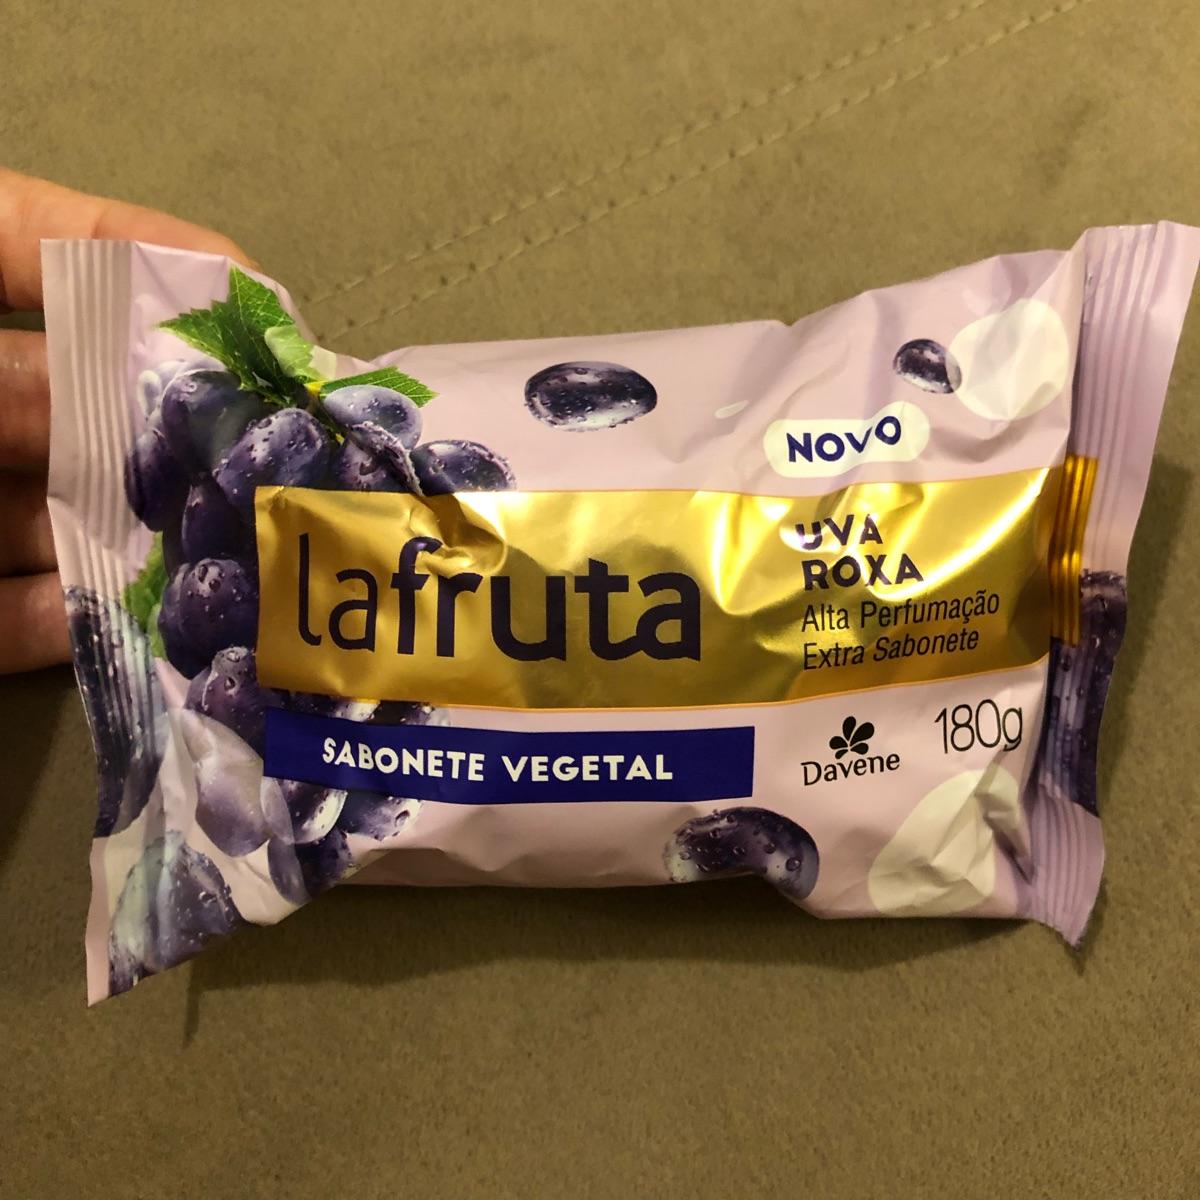 NOVO
lafruta
UVA
ROXA
Alta Perfumação
Extra Sabonete
SABONETE VEGETAL
Davene
180g